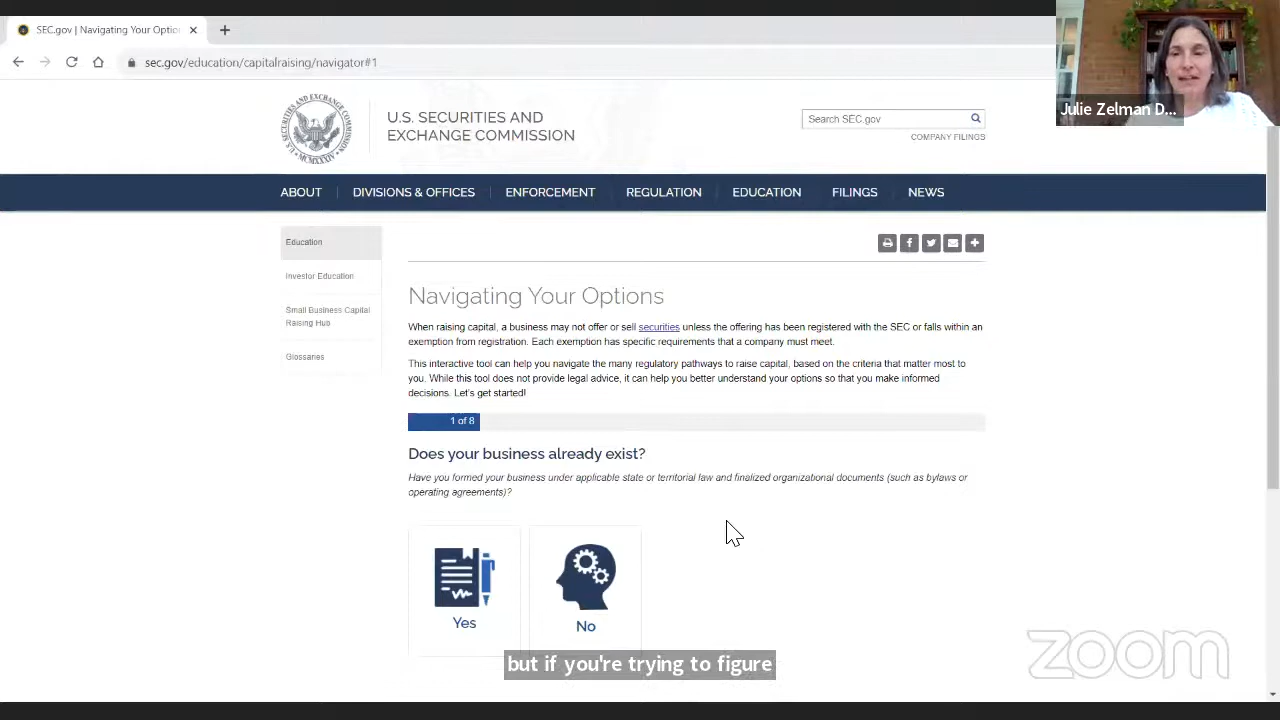 SEC.gov | Navigating Your Optio
sec.gov/education/capitalraising/navigator#1
Julie Zelman D...
U.S. SECURITIES AND
EXCHANGE COMMISSION
Search SEC.gov
COMPANY FILINGS
ABOUT
DIVISIONS & OFFICES
ENFORCEMENT
REGULATION
EDUCATION
FILINGS
NEWS
Education
Investor Education
Small Business Capital
Raising Hub
Glossaries
Navigating Your Options
When raising capital, a business may not offer or sell securities unless the offering has been registered with the SEC or falls within an
exemption from registration. Each exemption has specific requirements that a company must meet.
This interactive tool can help you navigate the many regulatory pathways to raise capital, based on the criteria that matter most to
you. While this tool does not provide legal advice, it can help you better understand your options so that you make informed
decisions. Let's get started!
1 of 8
Does your business already exist?
Have you formed your business under applicable state or territorial law and finalized organizational documents (such as bylaws or
operating agreements)?
Yes
No
but if you're trying to figure
zoom